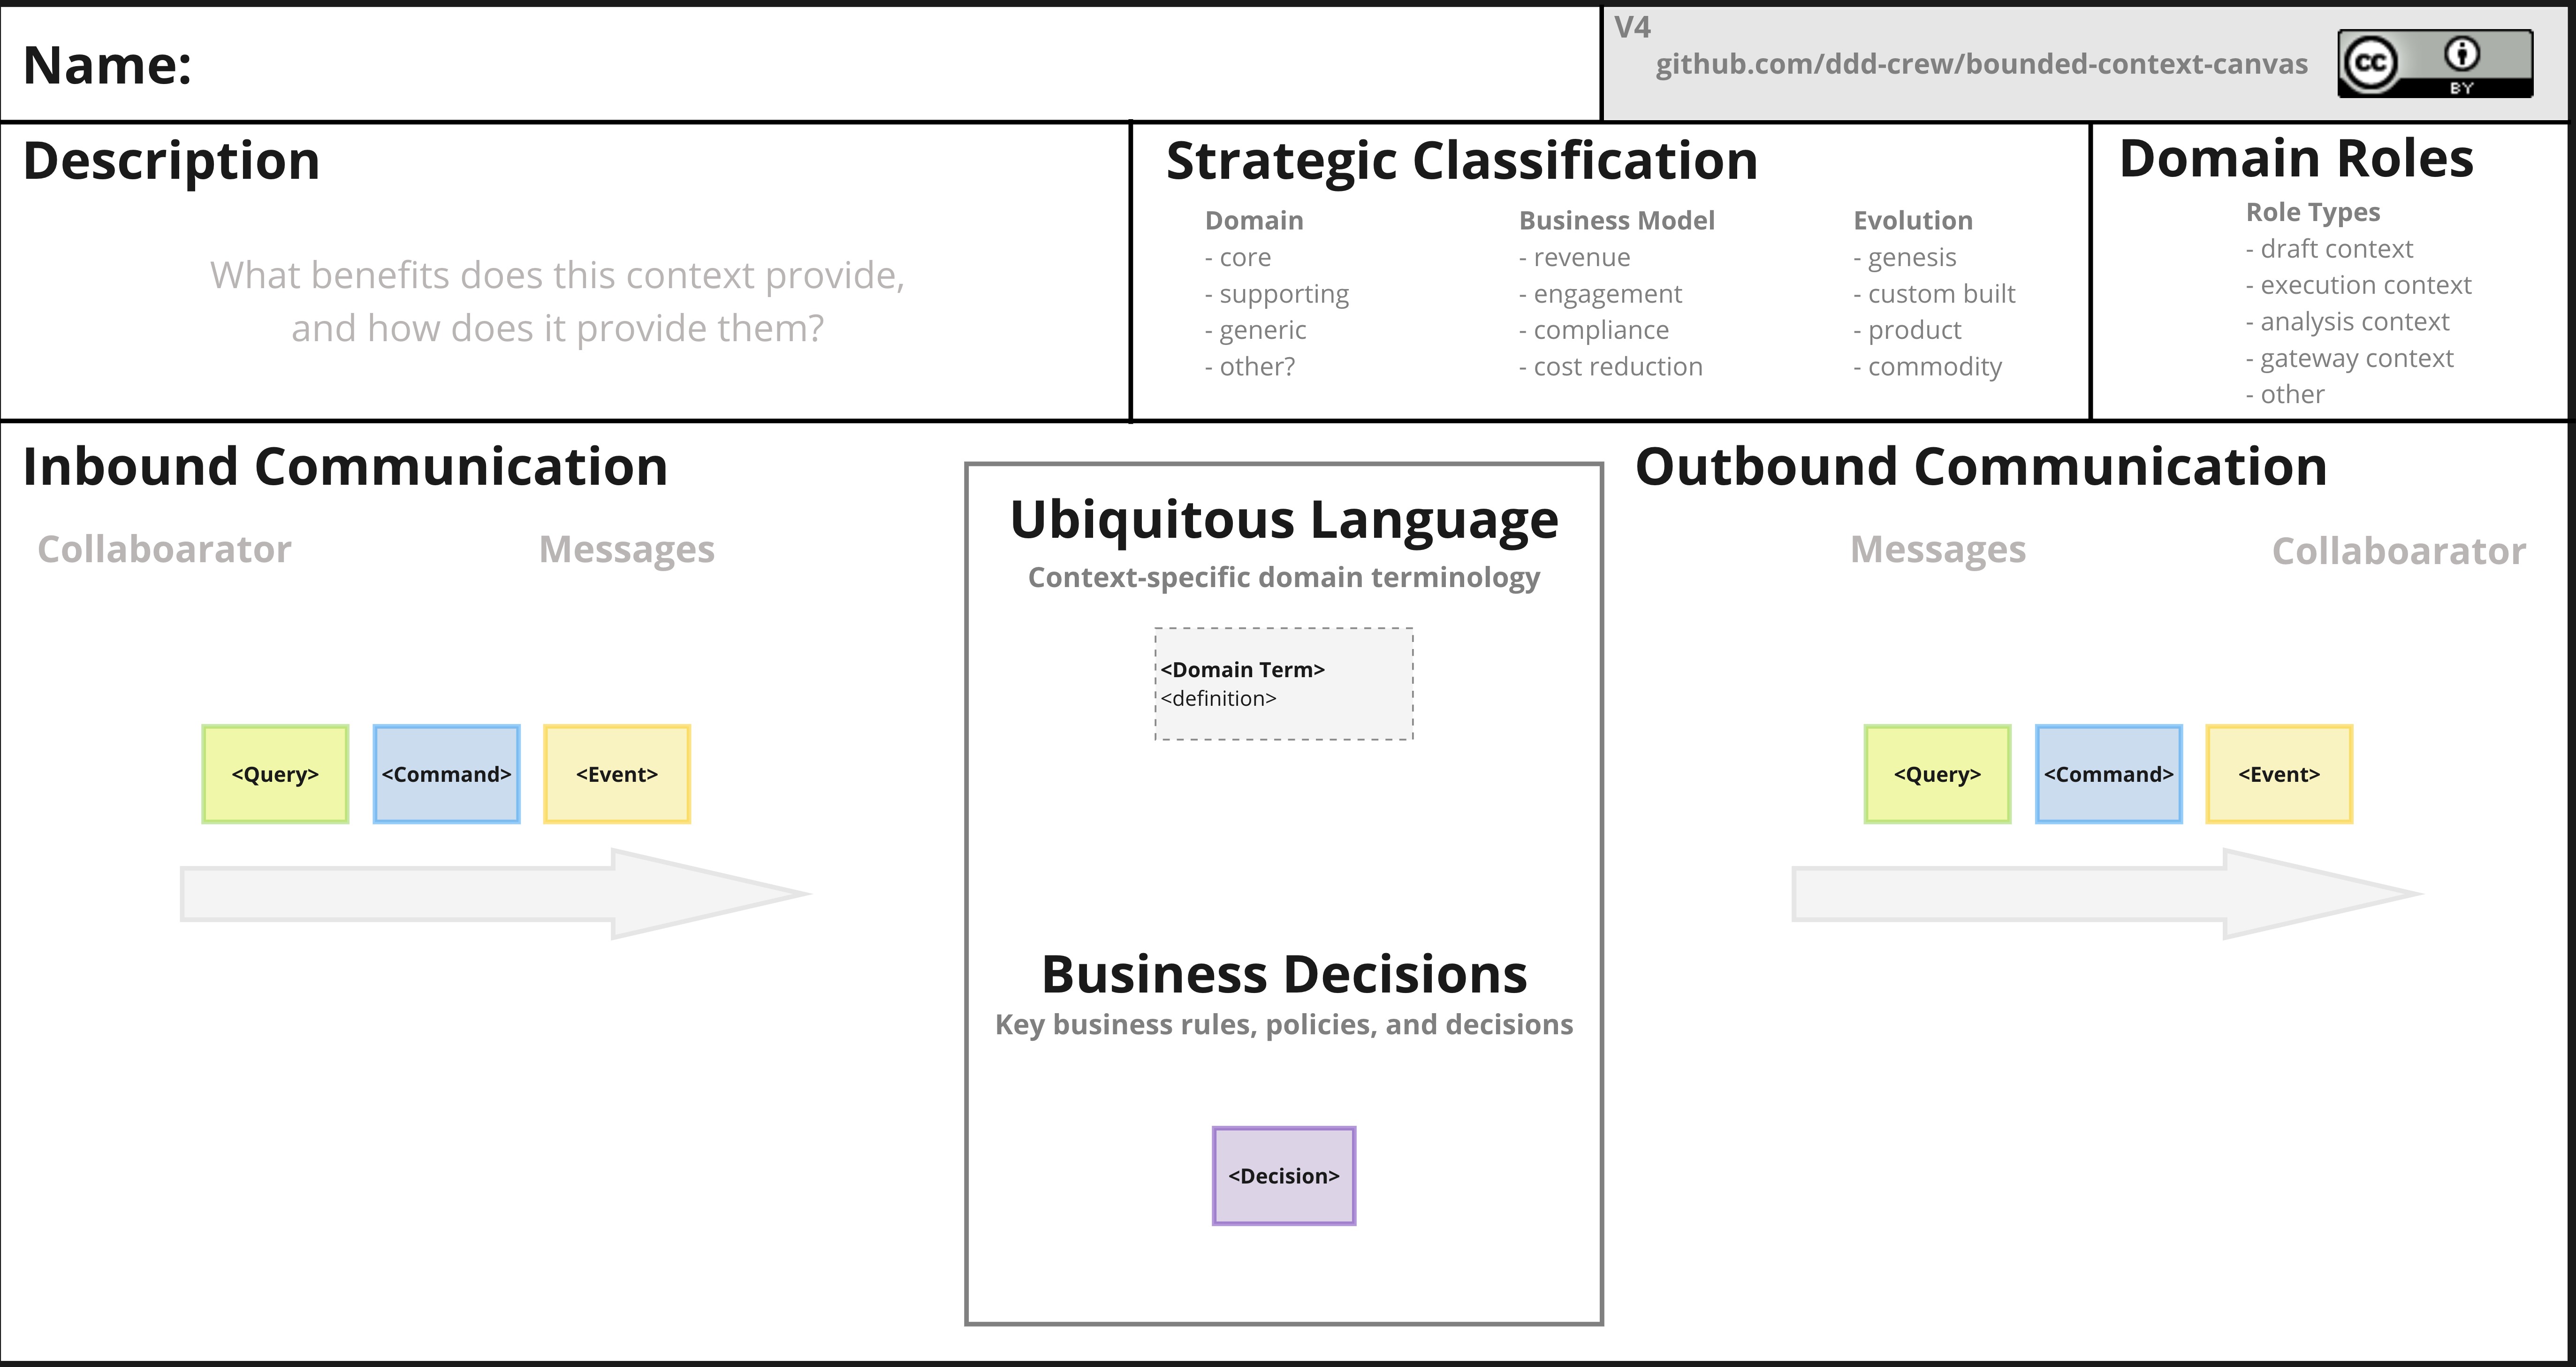 Name:
V4
github.com/ddd-crew/bounded-context-canvas
cc
BY
Description
What benefits does this context provide,
and how does it provide them?
Strategic Classification
Domain
- core
- supporting
- generic
- other?
Business Model
- revenue
- engagement
- compliance
- cost reduction
Evolution
- genesis
- custom built
- product
- commodity
Domain Roles
Role Types
- draft context
- execution context
- analysis context
- gateway context
- other
Inbound Communication
Collaboarator
Messages
<Query>
<Command>
<Event>
Ubiquitous Language
Context-specific domain terminology
<Domain Term>
<definition>
Business Decisions
Key business rules, policies, and decisions
<Decision>
Outbound Communication
Messages
Collaboarator
<Query>
<Command>
<Event>